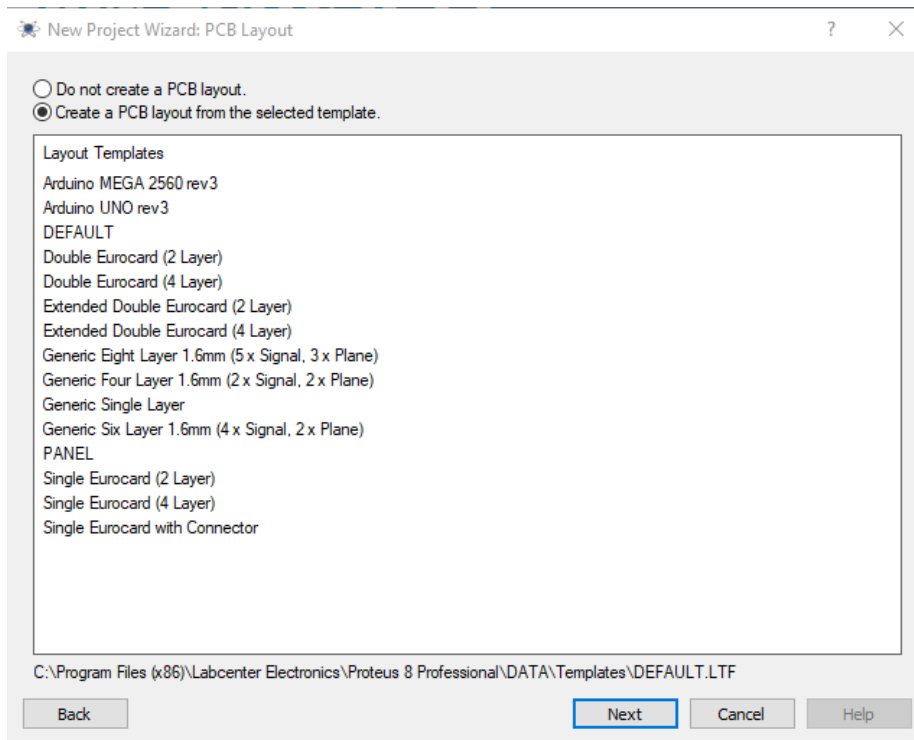 New Project Wizard: PCB Layout
?
Do not create a PCB layout.
Create a PCB layout from the selected template.
Layout Templates
Arduino MEGA 2560 rev3
Arduino UNO rev3
DEFAULT
Double Eurocard (2 Layer)
Double Eurocard (4 Layer)
Extended Double Eurocard (2 Layer)
Extended Double Eurocard (4 Layer)
Generic Eight Layer 1.6mm (5 x Signal, 3 x Plane)
Generic Four Layer 1.6mm (2 x Signal, 2 x Plane)
Generic Single Layer
Generic Six Layer 1.6mm (4 x Signal, 2 x Plane)
PANEL
Single Eurocard (2 Layer)
Single Eurocard (4 Layer)
Single Eurocard with Connector
C:\Program Files (x86)\Labcenter Electronics\Proteus 8 Professional\DATA\Templates\DEFAULT.LTF
Back Next Cancel Help